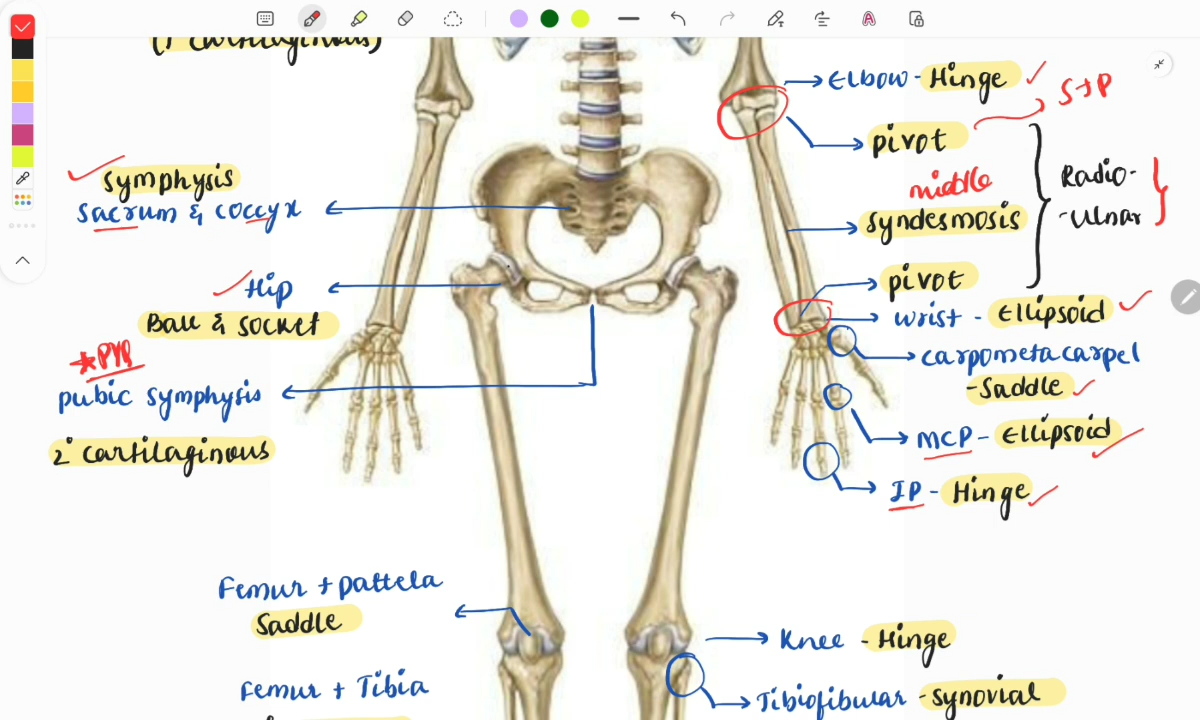 (1° cartilaginous)
symphysis
sacrum & coccyx
Hip
Ball & socket
*PYQ
pubic symphysis
2° cartilaginous
Femur + pattela
Saddle
Femur + Tibia
Elbow - Hinge
S+P
pivot
middle
syndesmosis
Radio-
-Ulnar
pivot
wrist - Ellipsoid
carpometacarpel
-Saddle
MCP - Ellipsoid
IP - Hinge
Knee - Hinge
Tibiofibular - synovial